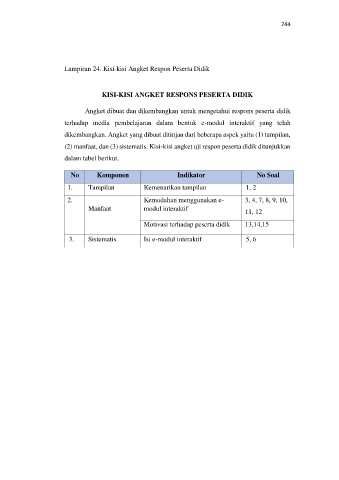 244
Lampiran 24. Kisi-kisi Angket Respon Peserta Didik
KISI-KISI ANGKET RESPONS PESERTA DIDIK
Angket dibuat dan dikembangkan untuk mengetahui respons peserta didik
terhadap media pembelajaran dalam bentuk e-modul interaktif yang telah
dikembangkan. Angket yang dibuat ditinjau dari beberapa aspek yaitu (1) tampilan,
(2) manfaat, dan (3) sistematis. Kisi-kisi angket uji respon peserta didik ditunjukkan
dalam tabel berikut.
No Komponen Indikator No Soal
1. Tampilan Kemenarikan tampilan 1, 2
2. Manfaat Kemudahan menggunakan e- 3, 4, 7, 8, 9, 10,
modul interaktif 11, 12
Motivasi terhadap peserta didik 13,14,15
3. Sistematis Isi e-modul interaktif 5, 6